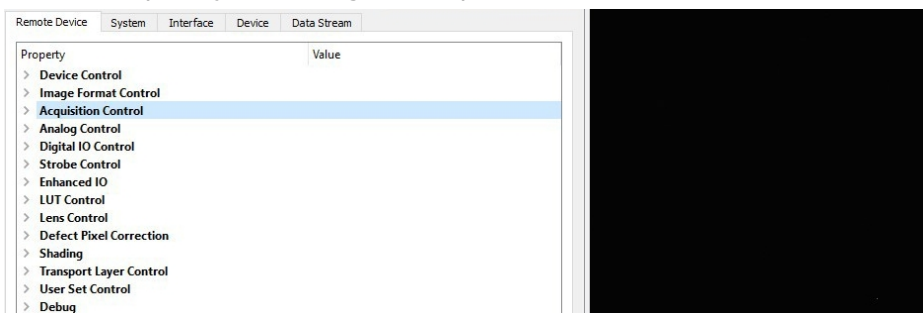 Remote Device System Interface Device Data Stream
Property Value
> Device Control
> Image Format Control
> Acquisition Control
> Analog Control
> Digital IO Control
> Strobe Control
> Enhanced IO
> LUT Control
> Lens Control
> Defect Pixel Correction
> Shading
> Transport Layer Control
> User Set Control
> Debug